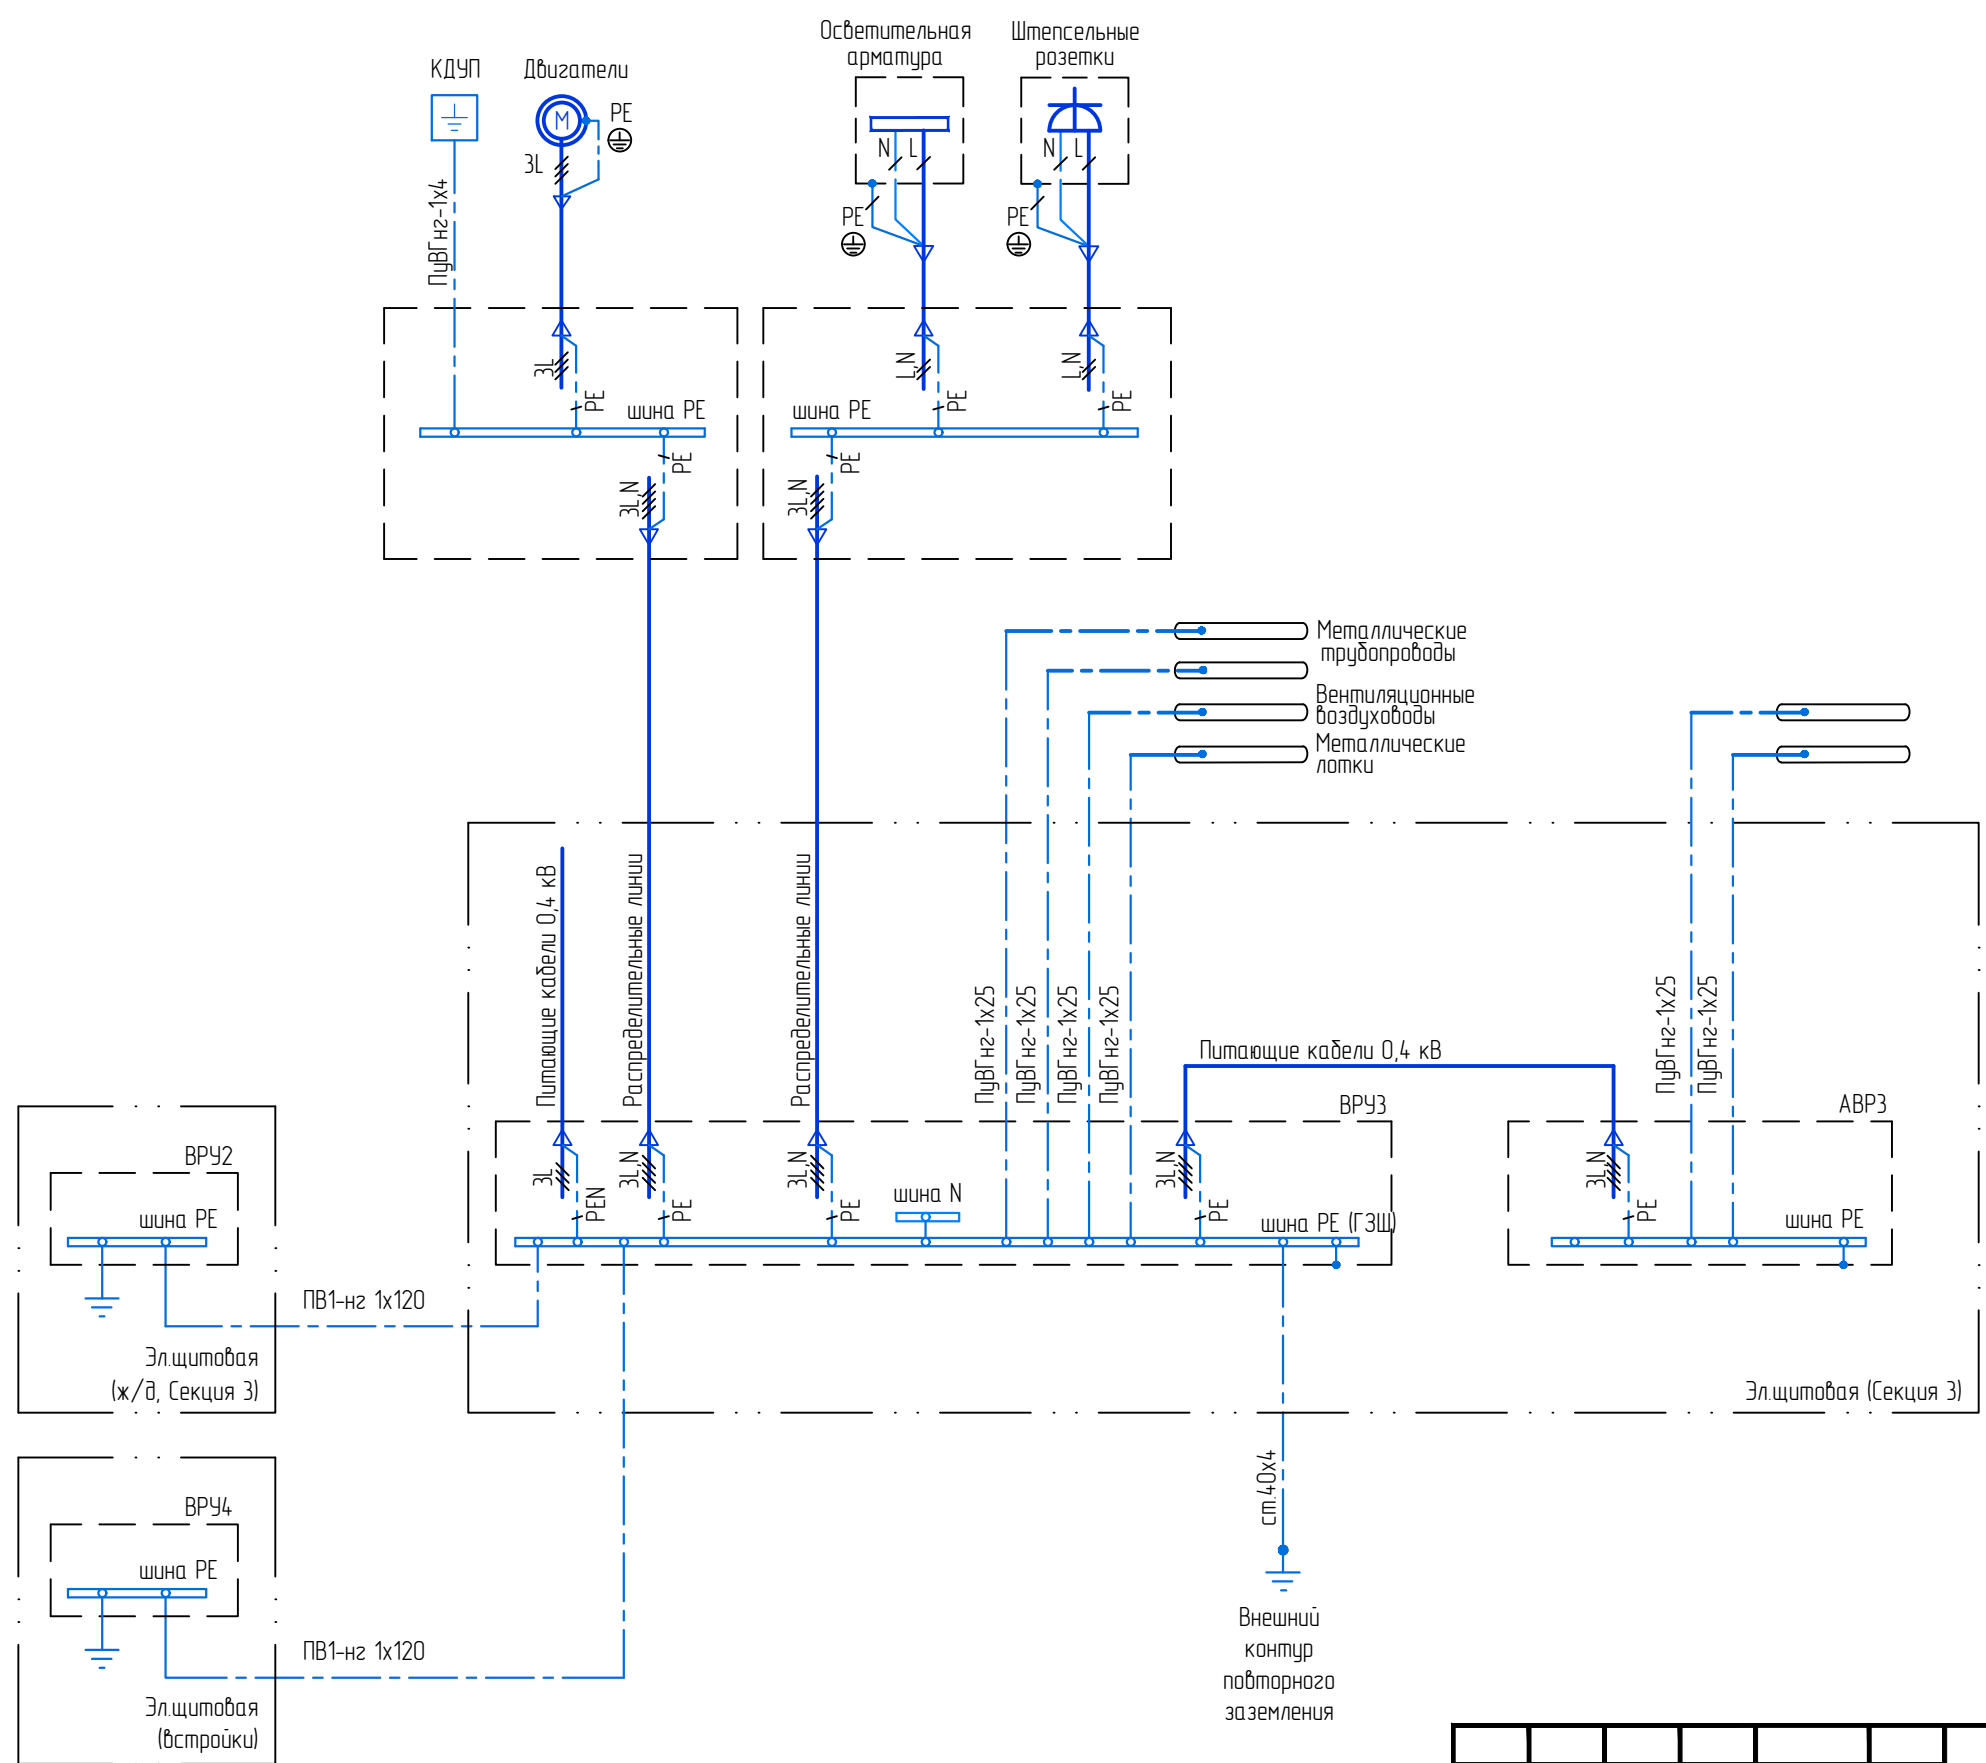 Осветительная
арматура
Штепсельные
розетки
КДУП
Двигатели
PE
M
3L
N
L
N
L
PE
PE
ПуВГнг-1х4
3L
PE
L,N
PE
L,N
PE
шина PE
шина PE
PE
3L,N
PE
3L,N
Металлические
трубопроводы
Вентиляционные
воздуховоды
Металлические
лотки
Питающие кабели 0,4 кВ
Распределительные линии
Распределительные линии
ПуВГнг-1х25
ПуВГнг-1х25
ПуВГнг-1х25
ПуВГнг-1х25
ПуВГнг-1х25
ПуВГнг-1х25
Питающие кабели 0,4 кВ
ВРУ3
АВР3
ВРУ2
шина PE
3L
PEN
3L,N
PE
3L,N
PE
шина N
3L,N
PE
шина PE (ГЗШ)
3L,N
PE
шина PE
ПВ1-нг 1х120
Эл.щитовая
(ж/д, Секция 3)
Эл.щитовая (Секция 3)
ст.40х4
ВРУ4
шина PE
ПВ1-нг 1х120
Эл.щитовая
(встройки)
Внешний
контур
повторного
заземления